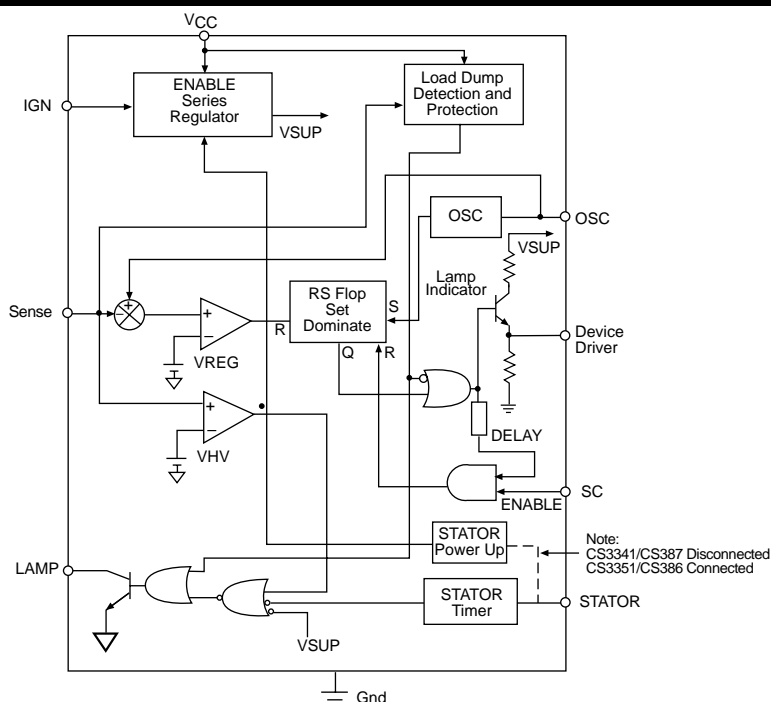 VCC
ENABLE
Series
Regulator
Load Dump
Detection and
Protection
IGN
VSUP
OSC
OSC
VSUP
Lamp
Indicator
+
−
Sense
RS Flop
Set
Dominate
S
R
Q
R
+
−
VREG
Device
Driver
+
−
VHV
DELAY
ENABLE
SC
STATOR
Power Up
Note:
CS3341/CS387 Disconnected
CS3351/CS386 Connected
LAMP
STATOR
Timer
STATOR
VSUP
Gnd